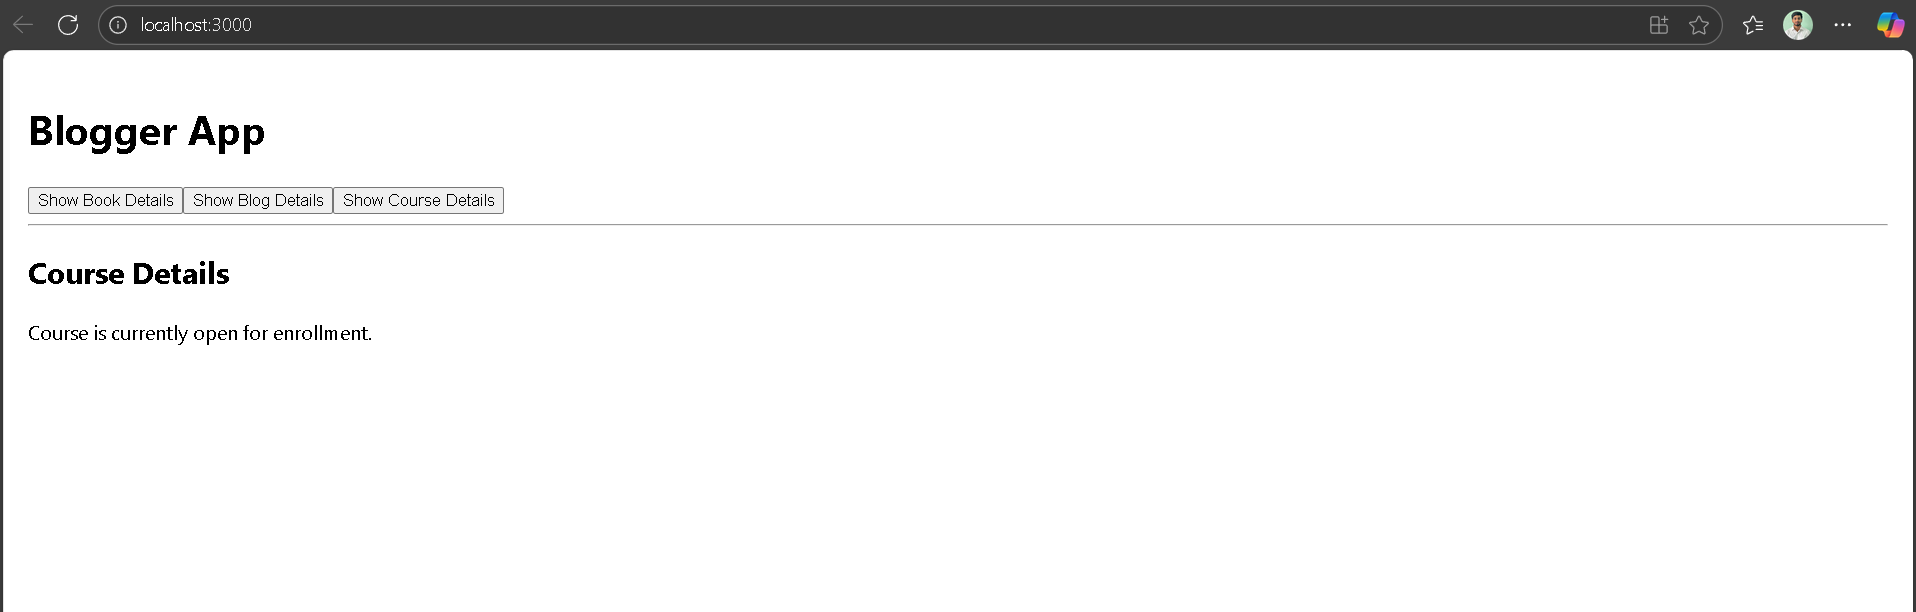 localhost:3000
Blogger App
Show Book Details Show Blog Details Show Course Details
Course Details
Course is currently open for enrollment.